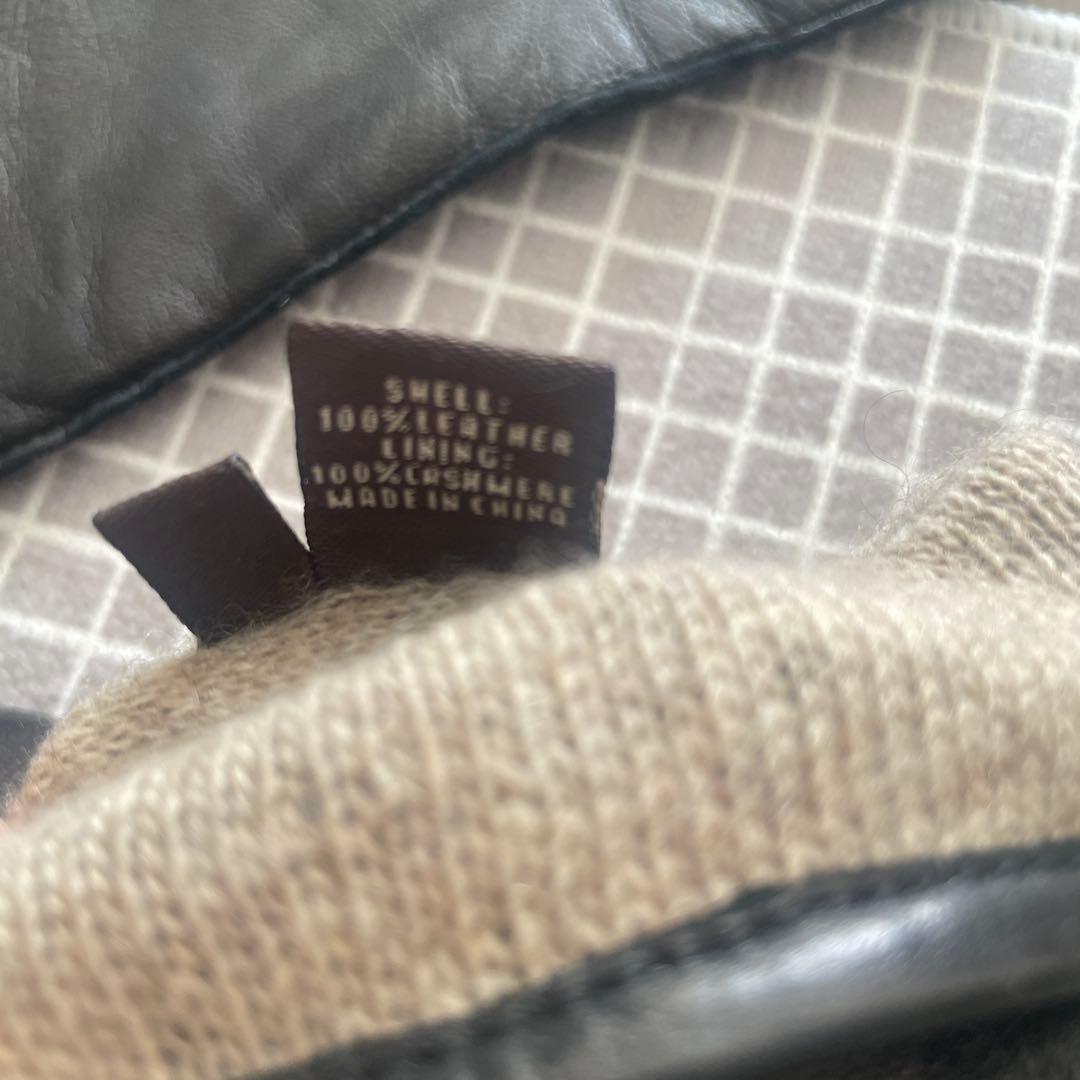 SHELL:
100%LEATHER
LINING:
100%CASHMERE
MADE IN CHINA